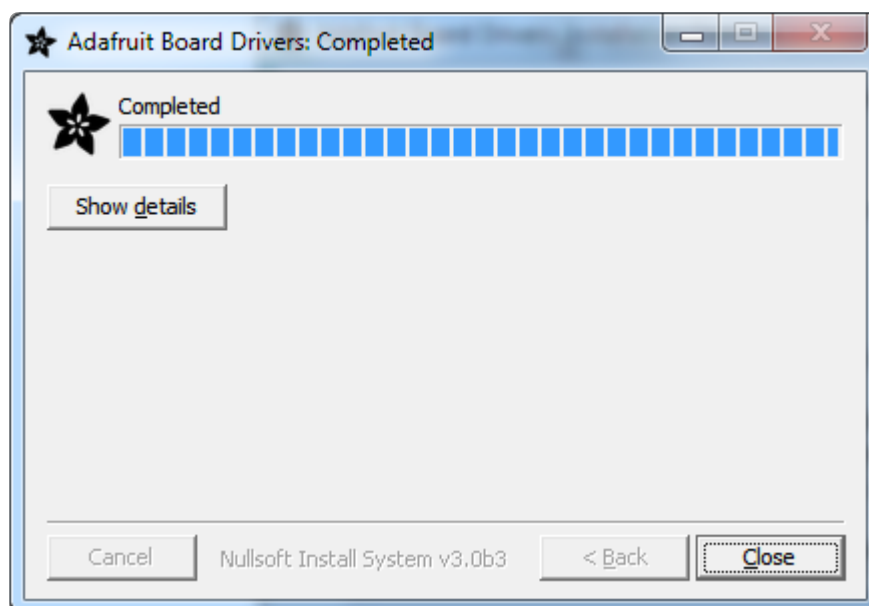 Adafruit Board Drivers: Completed
Completed
Show details
Cancel Nullsoft Install System v3.0b3 < Back Close